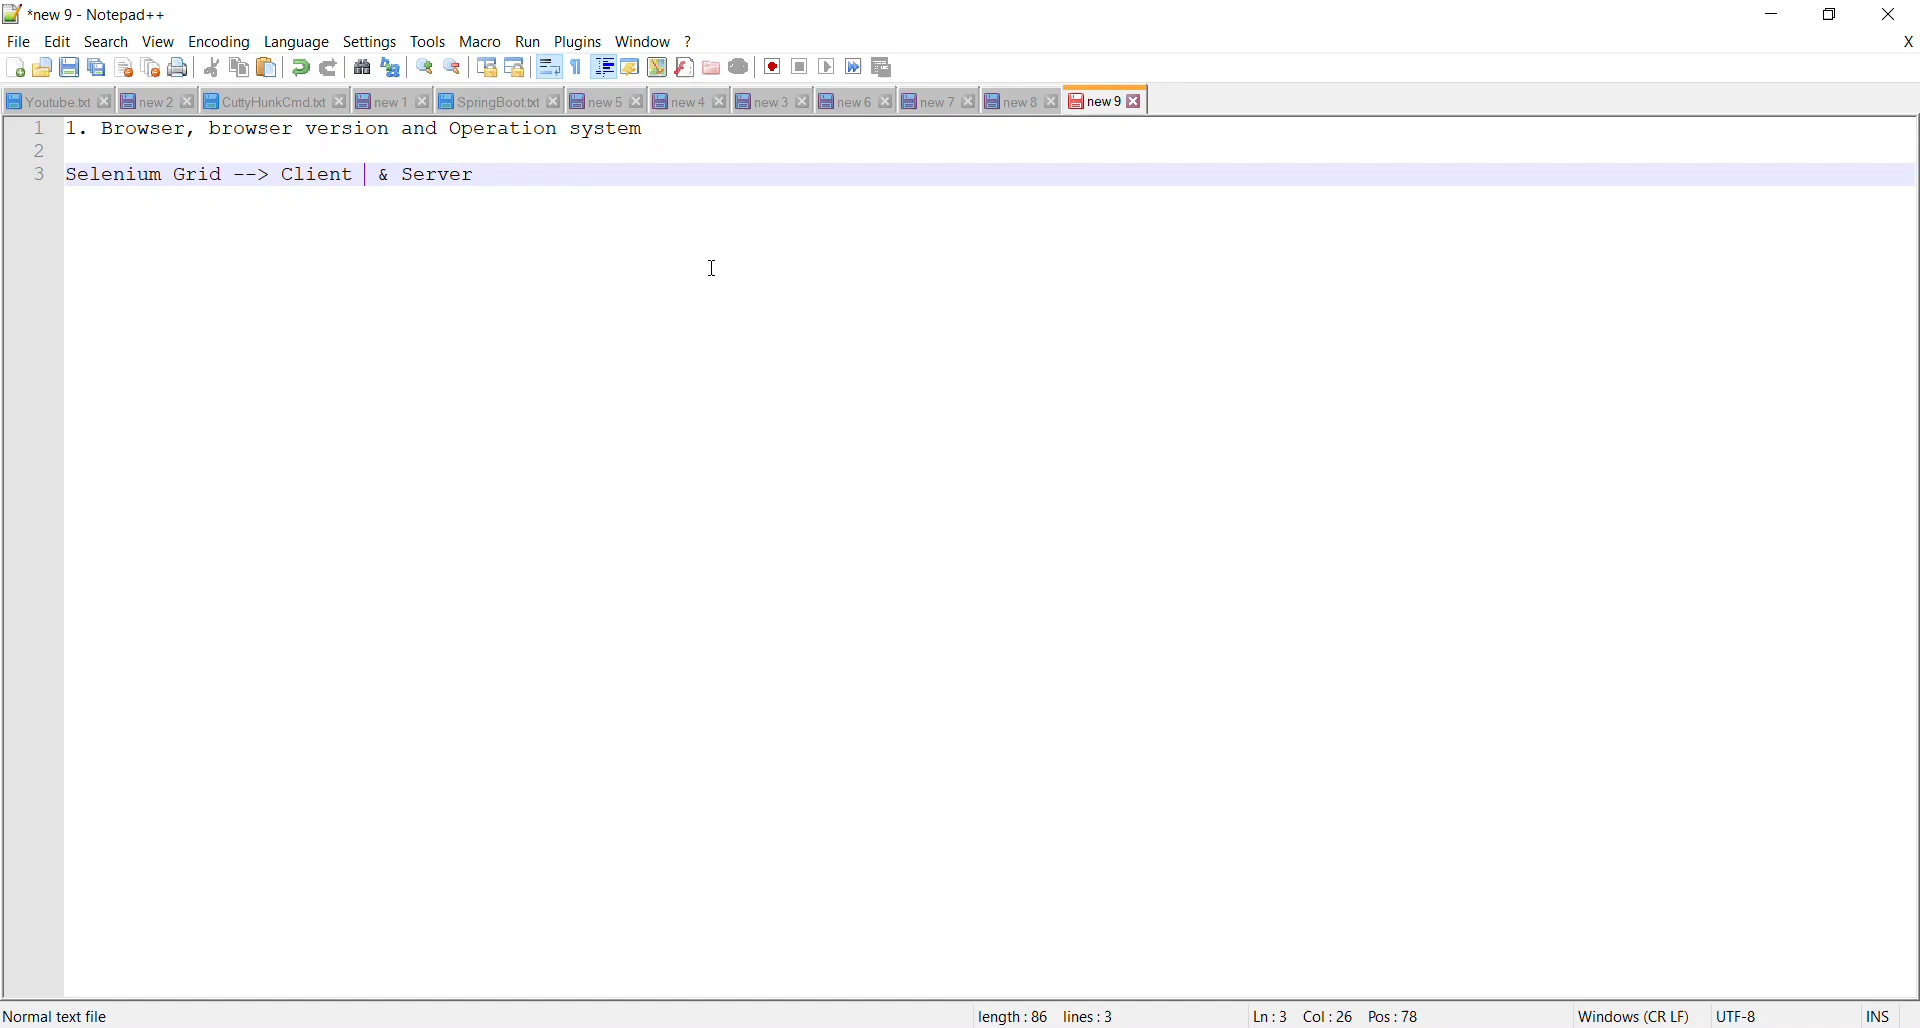 *new 9 - Notepad++
File Edit Search View Encoding Language Settings Tools Macro Run Plugins Window ? X
Youtube.txt new 2 CuttyHunkCmd.txt new 1 SpringBoot.txt new 5 new 4 new 3 new 6 new 7 new 8 new 9
1 1. Browser, browser version and Operation system
2
3 Selenium Grid --> Client & Server
Normal text file length : 86 lines : 3 Ln : 3 Col : 26 Pos : 78 Windows (CR LF) UTF-8 INS